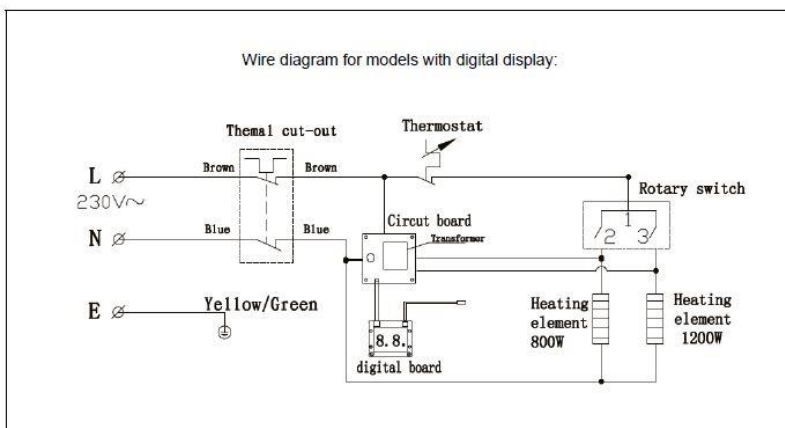 Wire diagram for models with digital display:
Themal cut-out
Thermostat
L
Brown
Brown
230V~
Rotary switch
1
2
3
N
Blue
Blue
Circut board
Transformer
E
Yellow/Green
8.8.
digital board
Heating
element
800W
Heating
element
1200W